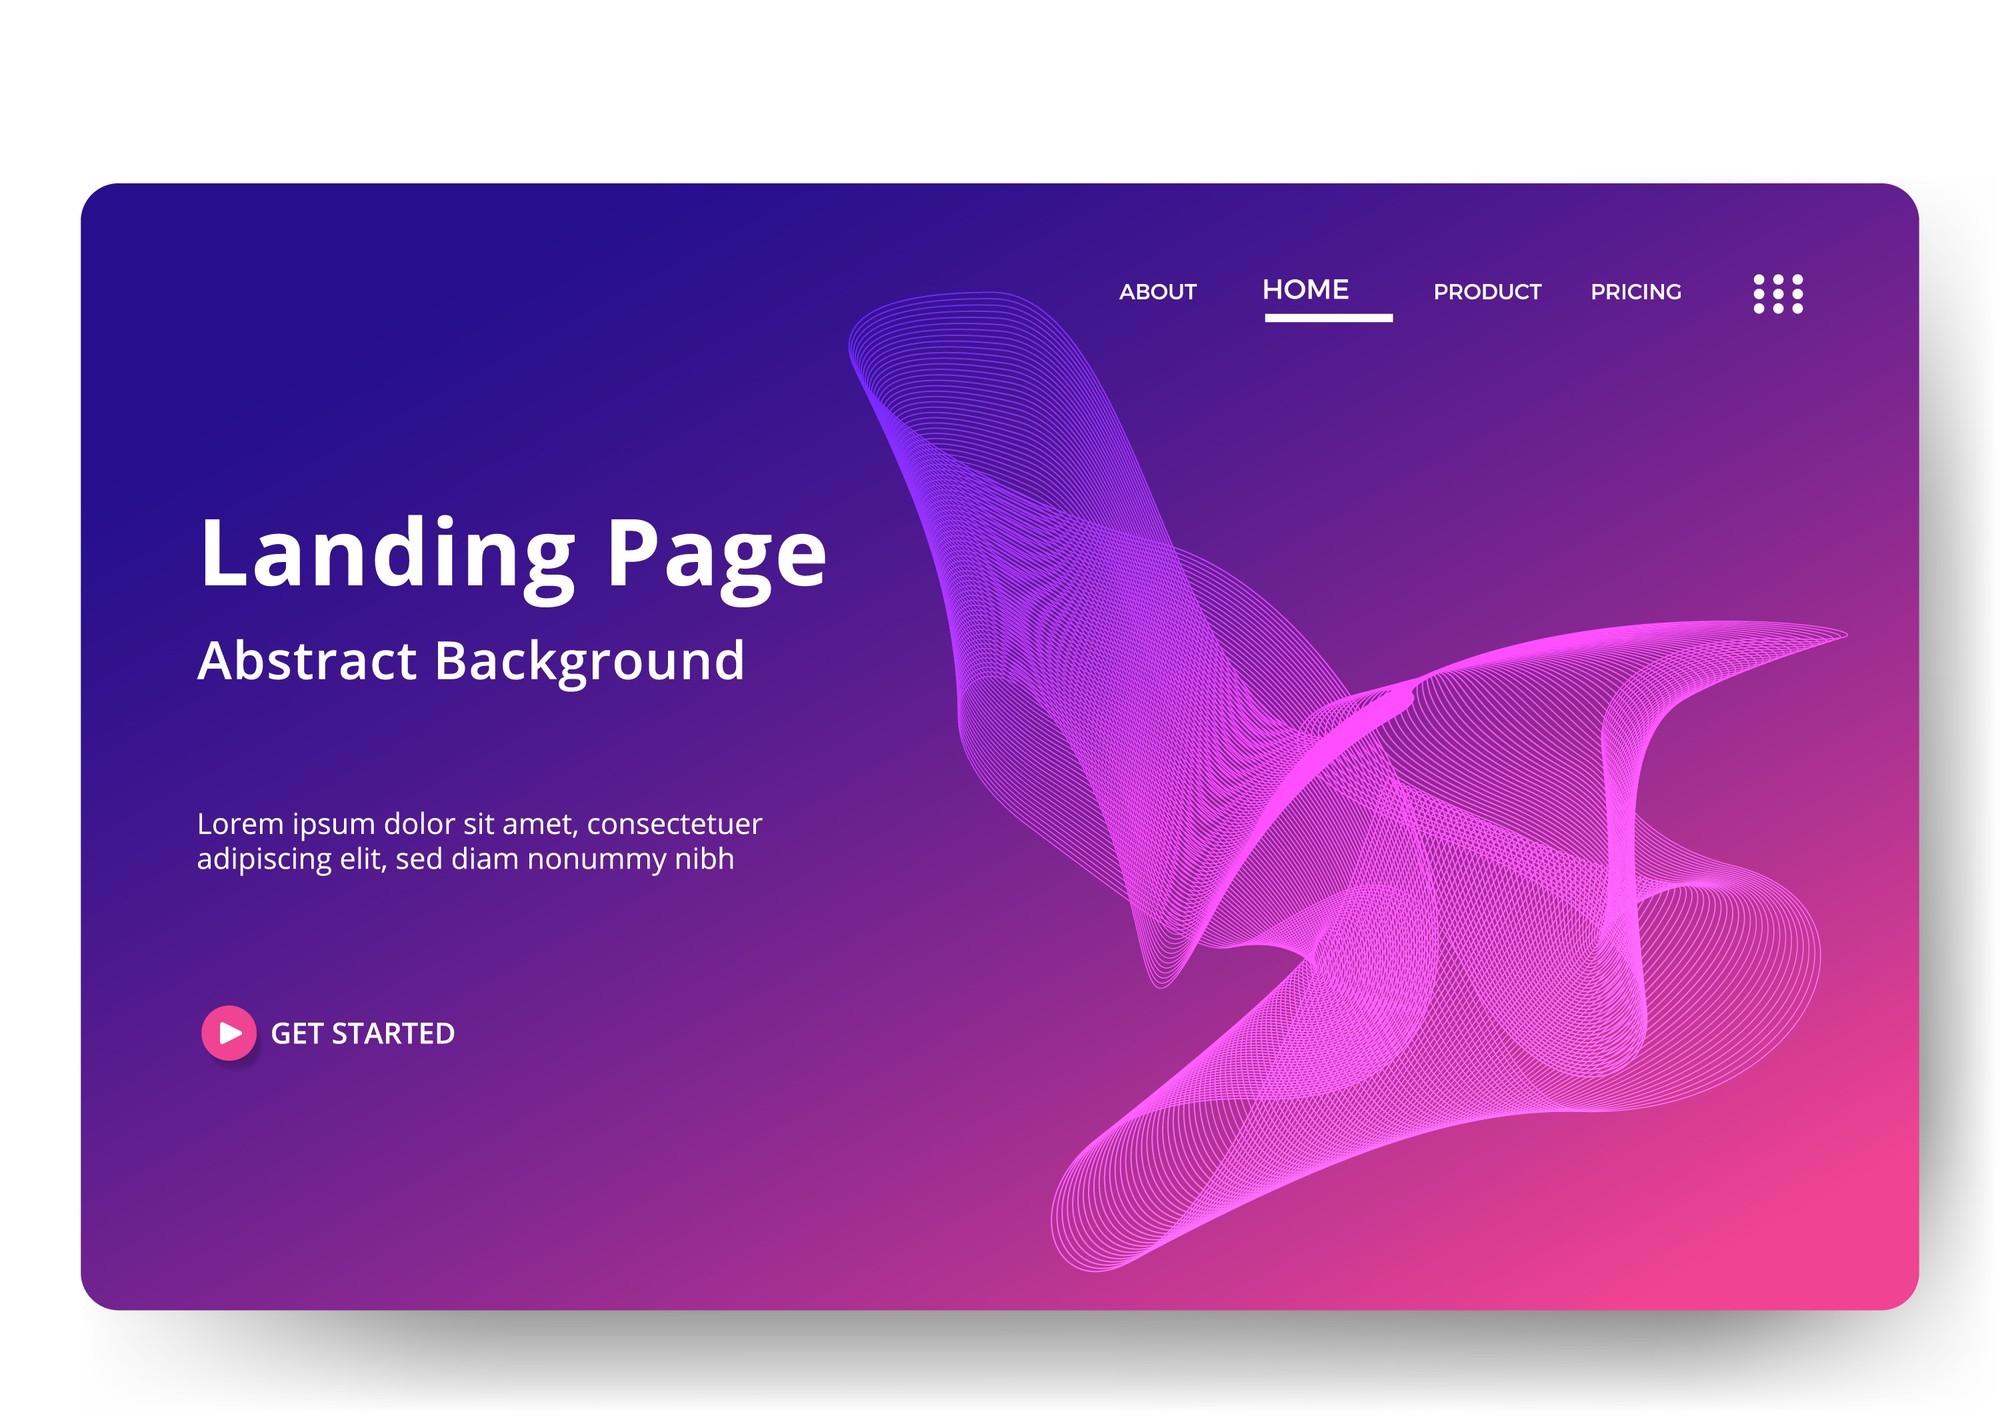 ABOUT HOME PRODUCT PRICING
Landing Page
Abstract Background
Lorem ipsum dolor sit amet, consectetuer
adipiscing elit, sed diam nonummy nibh
GET STARTED